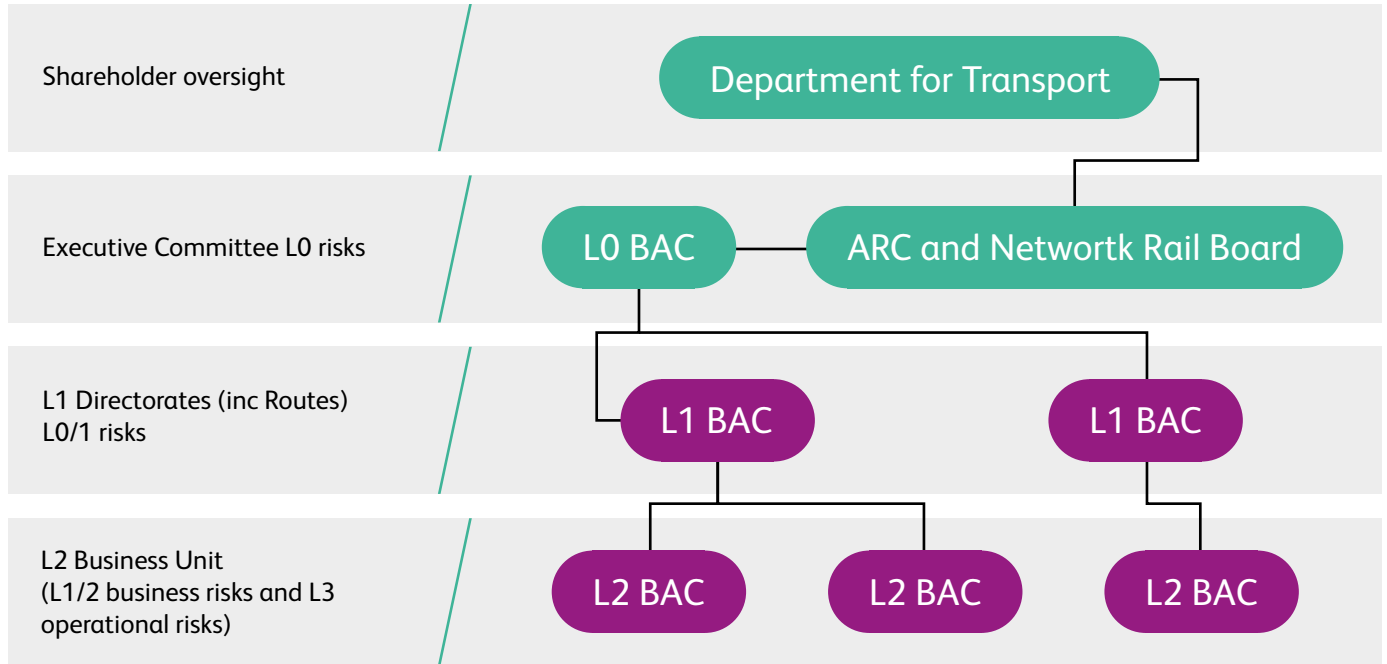 Shareholder oversight
Department for Transport
Executive Committee L0 risks
L0 BAC
ARC and Networtk Rail Board
L1 Directorates (inc Routes)
L0/1 risks
L1 BAC
L1 BAC
L2 Business Unit
(L1/2 business risks and L3
operational risks)
L2 BAC
L2 BAC
L2 BAC